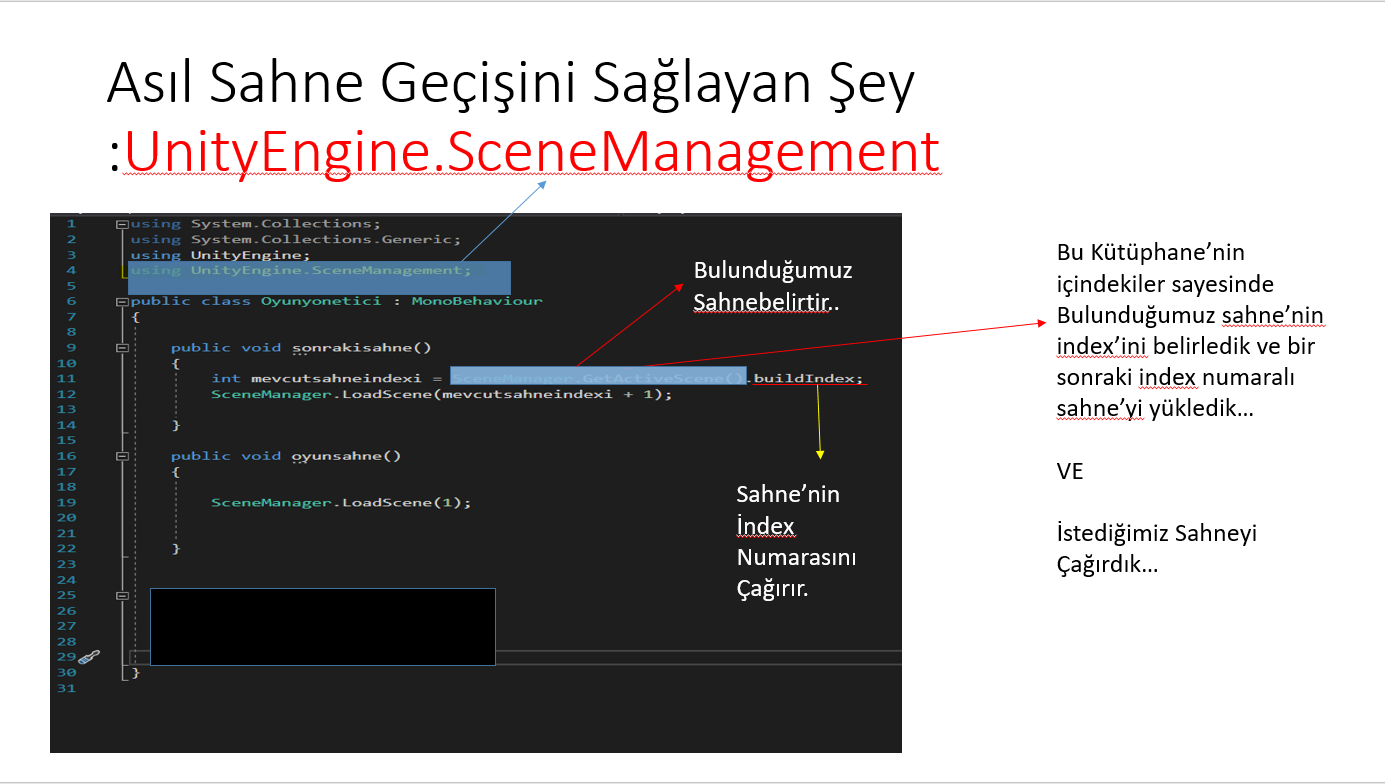 Asıl Sahne Geçişini Sağlayan Şey
:UnityEngine.SceneManagement
1 using System.Collections;
2 using System.Collections.Generic;
3 using UnityEngine;
4 using UnityEngine.SceneManagement;
5
6 public class Oyunyonetici : MonoBehaviour
7 {
8
9 public void sonrakisahne()
10 {
11 int mevcutsahneindexi = SceneManager.GetActiveScene().buildIndex;
12 SceneManager.LoadScene(mevcutsahneindexi + 1);
13
14 }
15
16 public void oyunsahne()
17 {
18
19 SceneManager.LoadScene(1);
20
21
22 }
23
24
25
26
27
28
29
30 }
31
Bulunduğumuz
Sahnebelirtir..
Sahne’nin
İndex
Numarasını
Çağırır.
Bu Kütüphane’nin
içindekiler sayesinde
Bulunduğumuz sahne’nin
index’ini belirledik ve bir
sonraki index numaralı
sahne’yi yükledik…
VE
İstediğimiz Sahneyi
Çağırdık…